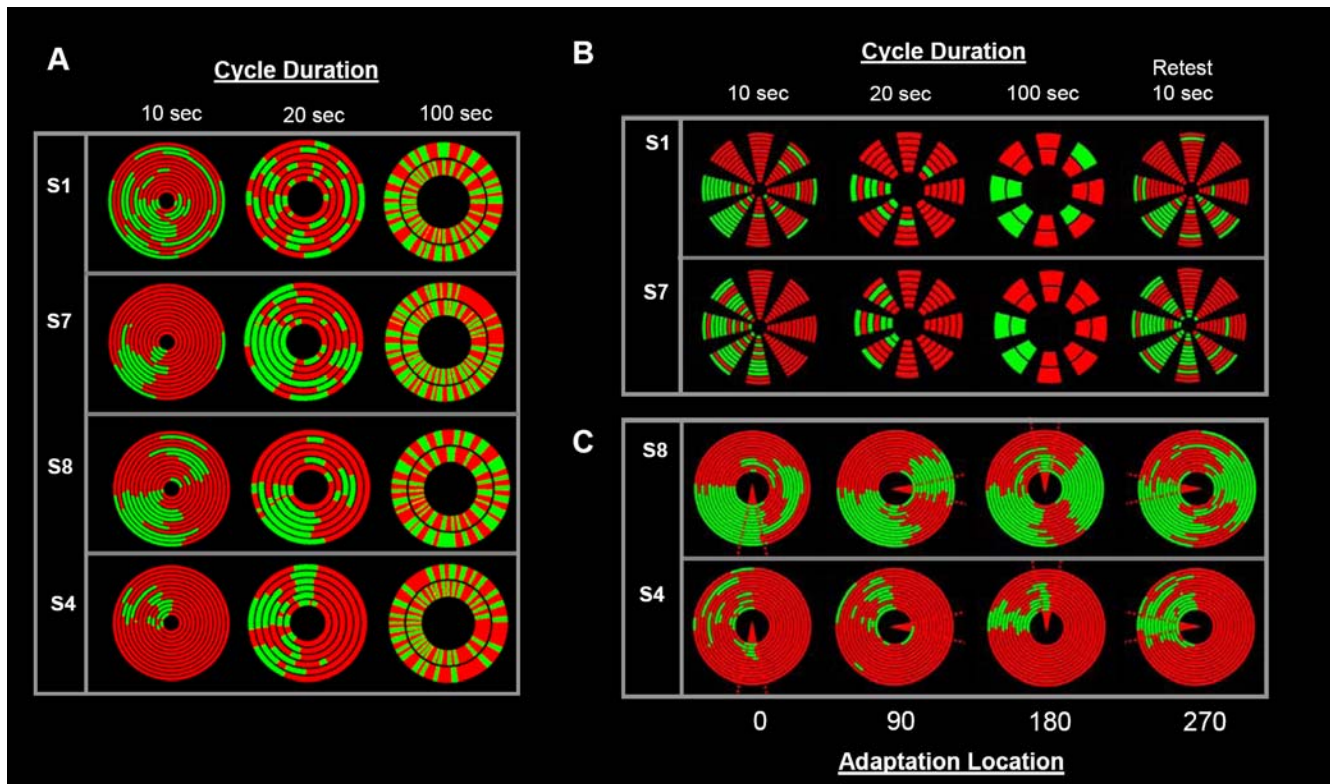 A
Cycle Duration
10 sec 20 sec 100 sec
S1
S7
S8
S4
B
Cycle Duration
Retest
10 sec 20 sec 100 sec 10 sec
S1
S7
C
S8
S4
0 90 180 270
Adaptation Location